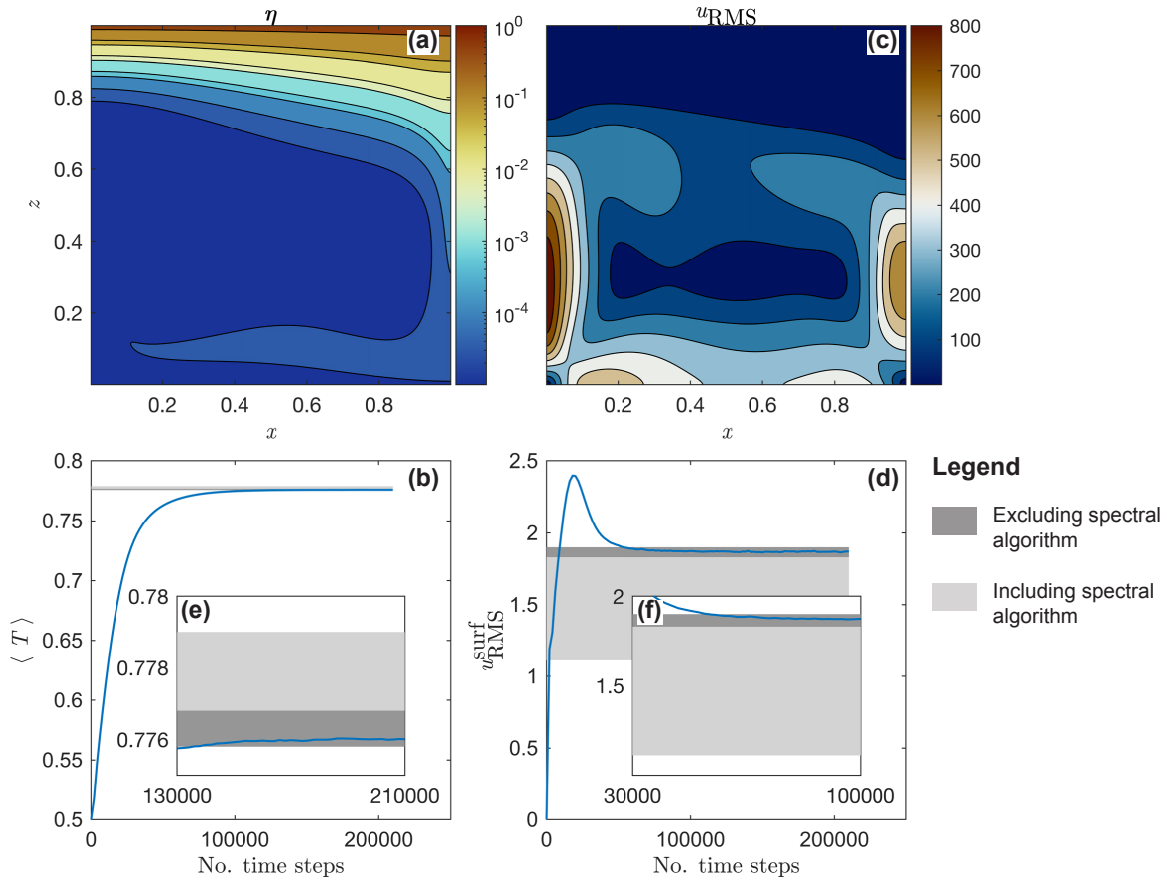 η
(a)
z
0.8
0.6
0.4
0.2
0.2 0.4 0.6 0.8
x
10^0
10^-1
10^-2
10^-3
10^-4
u_RMS
(c)
0.2 0.4 0.6 0.8
x
800
700
600
500
400
300
200
100
(b)
⟨ T ⟩
0.8
0.75
0.7
0.65
0.6
0.55
0.5
0 100000 200000
No. time steps
(e)
0.78
0.778
0.776
130000 210000
(d)
u_RMS^surf
2.5
2
1.5
1
0.5
0
0 100000 200000
No. time steps
(f)
2
1.5
30000 100000
Legend
Excluding spectral
algorithm
Including spectral
algorithm